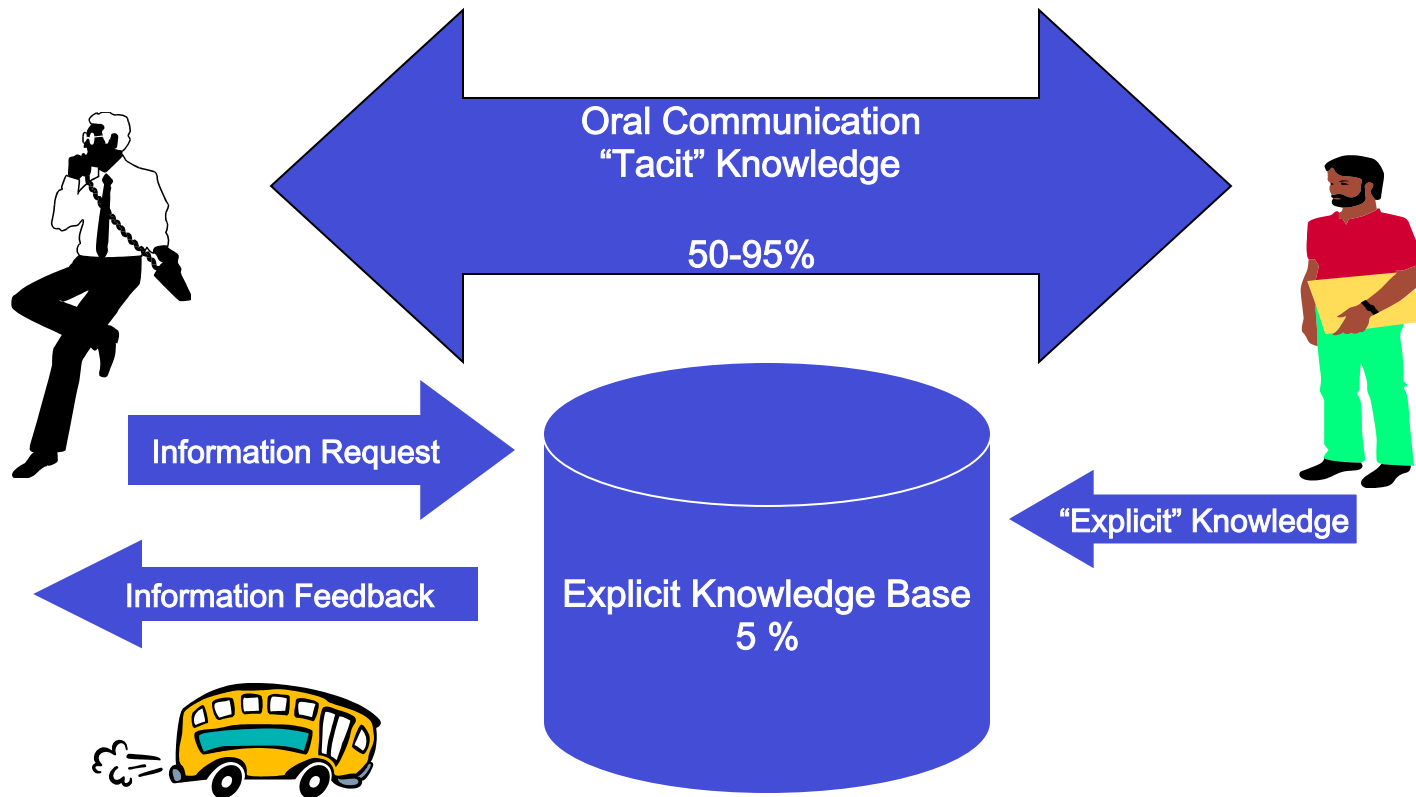 Oral Communication
“Tacit” Knowledge
50-95%
Information Request
“Explicit” Knowledge
Information Feedback
Explicit Knowledge Base
5 %